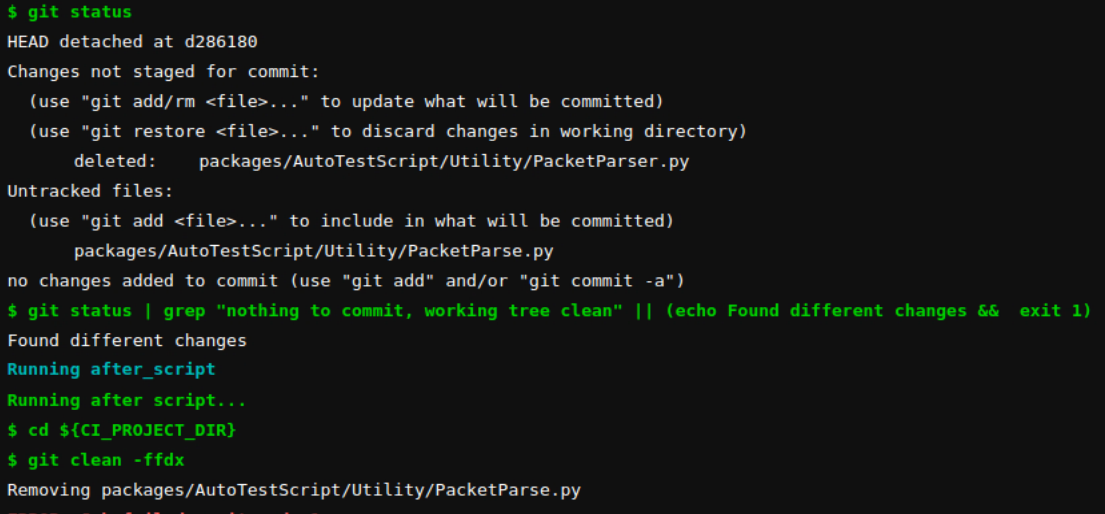 $ git status
HEAD detached at d286180
Changes not staged for commit:
(use "git add/rm <file>..." to update what will be committed)
(use "git restore <file>..." to discard changes in working directory)
deleted: packages/AutoTestScript/Utility/PacketParser.py
Untracked files:
(use "git add <file>..." to include in what will be committed)
packages/AutoTestScript/Utility/PacketParse.py
no changes added to commit (use "git add" and/or "git commit -a")
$ git status | grep "nothing to commit, working tree clean" || (echo Found different changes &&  exit 1)
Found different changes
Running after_script
Running after script...
$ cd ${CI_PROJECT_DIR}
$ git clean -ffdx
Removing packages/AutoTestScript/Utility/PacketParse.py